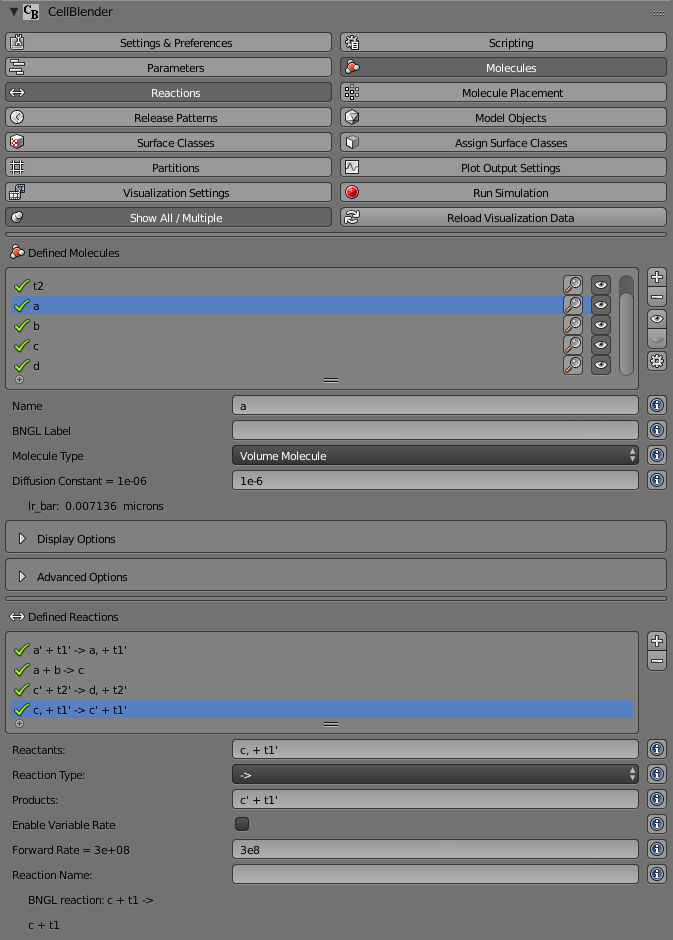 CB CellBlender
Settings & Preferences Scripting
Parameters Molecules
Reactions Molecule Placement
Release Patterns Model Objects
Surface Classes Assign Surface Classes
Partitions Plot Output Settings
Visualization Settings Run Simulation
Show All / Multiple Reload Visualization Data
Defined Molecules
t2
a
b
c
d
Name a
BNGL Label
Molecule Type Volume Molecule
Diffusion Constant = 1e-06 1e-6
lr_bar: 0.007136 microns
Display Options
Advanced Options
Defined Reactions
a' + t1' -> a, + t1'
a + b -> c
c' + t2' -> d, + t2'
c, + t1' -> c' + t1'
Reactants: c, + t1'
Reaction Type: ->
Products: c' + t1'
Enable Variable Rate
Forward Rate = 3e+08 3e8
Reaction Name:
BNGL reaction: c + t1 ->
c + t1